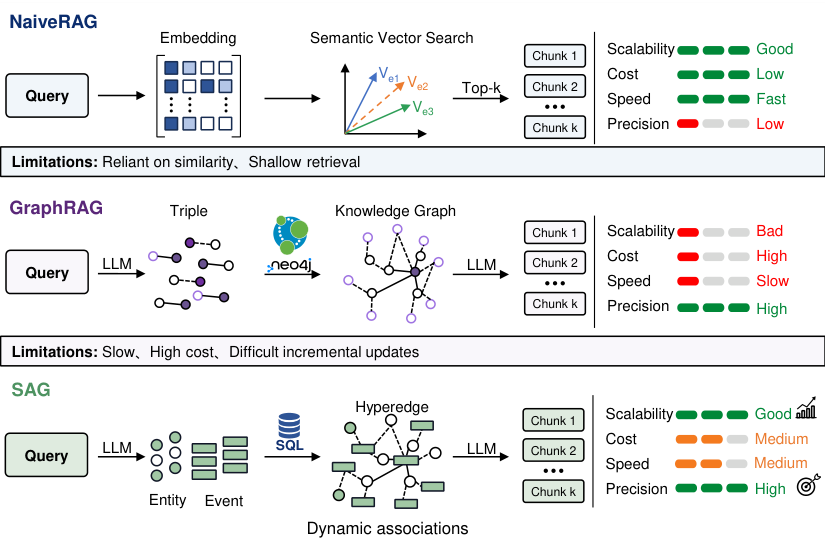 NaiveRAG
Query
Embedding
Semantic Vector Search
Ve1
Ve2
Ve3
Top-k
Chunk 1
Chunk 2
•••
Chunk k
Scalability Good
Cost Low
Speed Fast
Precision Low
Limitations: Reliant on similarity、Shallow retrieval
GraphRAG
Query
LLM
Triple
neo4j
Knowledge Graph
LLM
Chunk 1
Chunk 2
•••
Chunk k
Scalability Bad
Cost High
Speed Slow
Precision High
Limitations: Slow、High cost、Difficult incremental updates
SAG
Query
LLM
Entity
Event
SQL
Hyperedge
Dynamic associations
LLM
Chunk 1
Chunk 2
•••
Chunk k
Scalability Good
Cost Medium
Speed Medium
Precision High